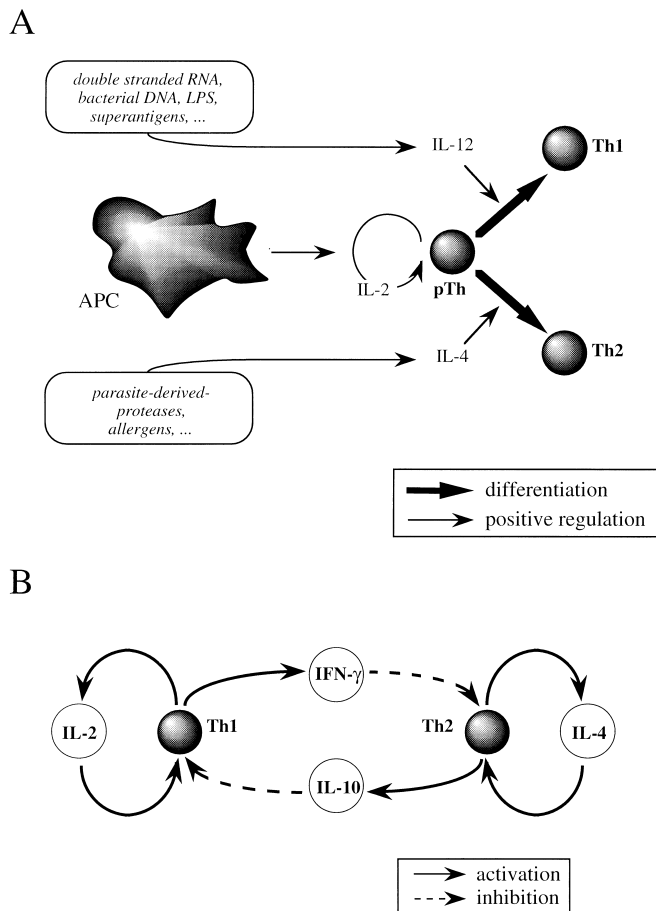 A
double stranded RNA,
bacterial DNA, LPS,
superantigens, ...
IL-12
Th1
APC
IL-2
pTh
IL-4
Th2
parasite-derived-
proteases,
allergens, ...
differentiation
positive regulation
B
IFN-γ
IL-2
Th1
Th2
IL-4
IL-10
activation
inhibition